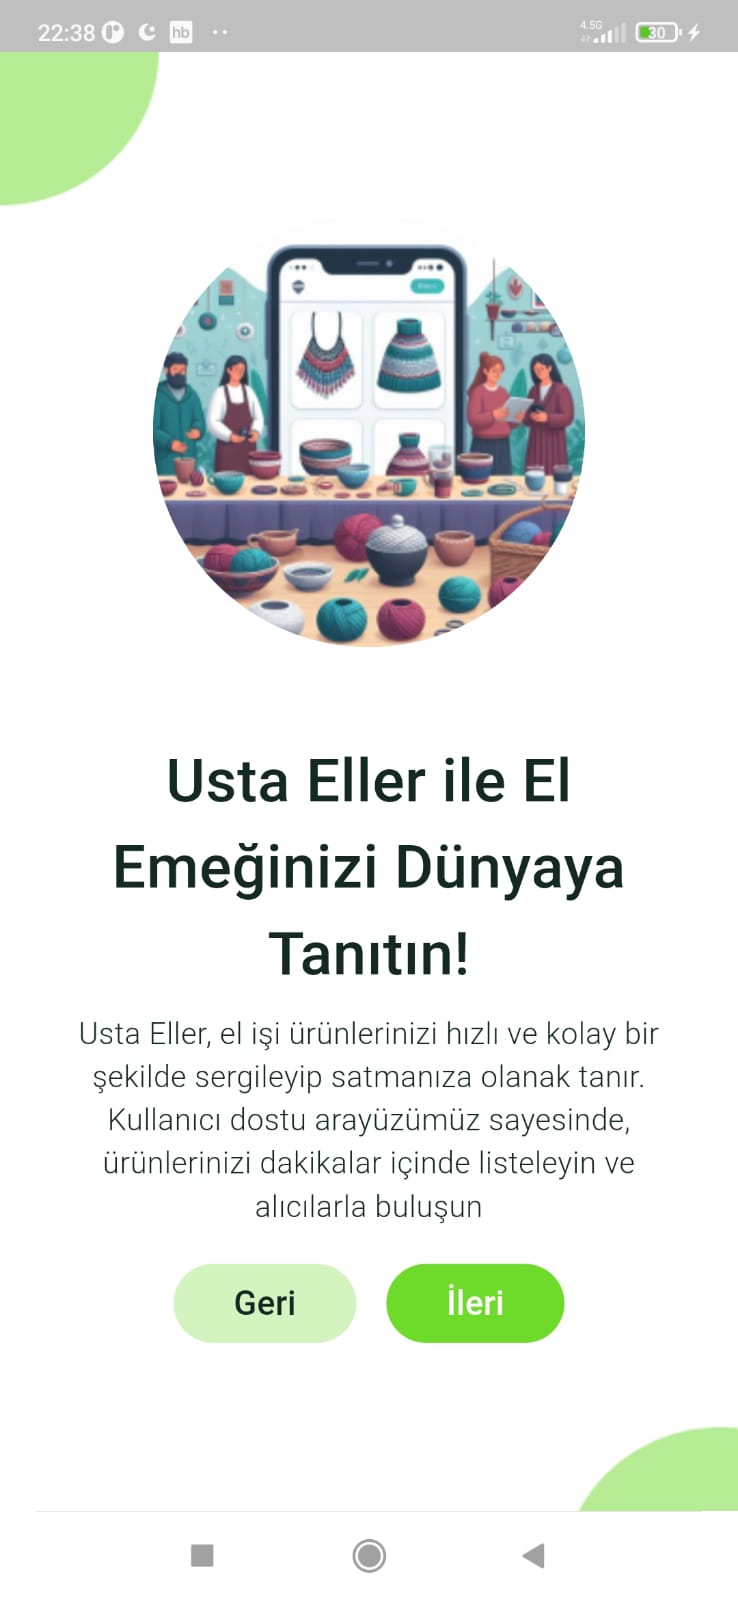 22:38 hb 4.5G 30
Usta Eller ile El
Emeğinizi Dünyaya
Tanıtın!
Usta Eller, el işi ürünlerinizi hızlı ve kolay bir
şekilde sergileyip satmanıza olanak tanır.
Kullanıcı dostu arayüzümüz sayesinde,
ürünlerinizi dakikalar içinde listeleyin ve
alıcılarla buluşun
Geri İleri